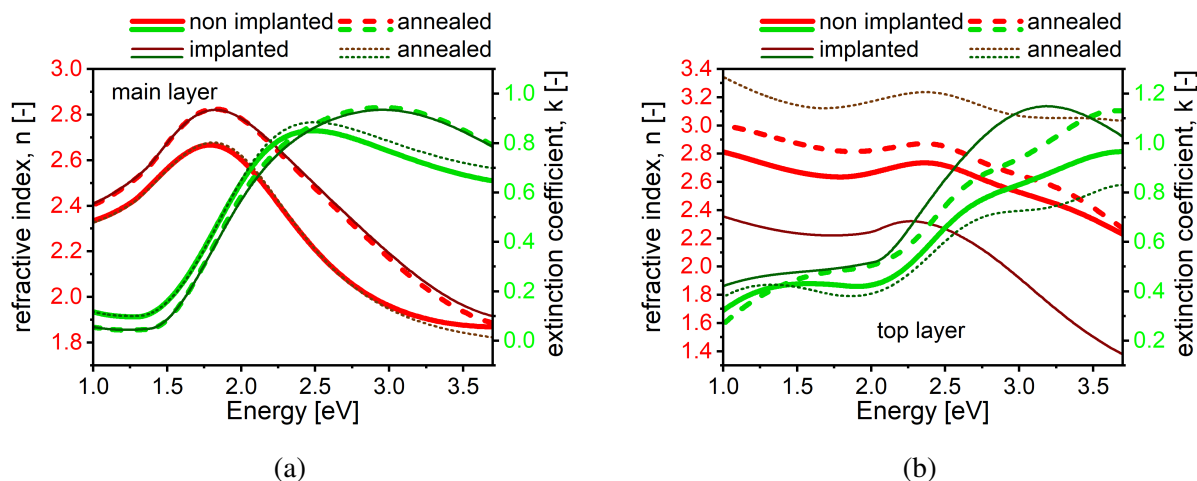 non implanted annealed
implanted annealed
main layer
refractive index, n [-]
3.0
2.8
2.6
2.4
2.2
2.0
1.8
extinction coefficient, k [-]
1.0
0.8
0.6
0.4
0.2
0.0
1.0 1.5 2.0 2.5 3.0 3.5
Energy [eV]
(a)
non implanted annealed
implanted annealed
refractive index, n [-]
3.4
3.2
3.0
2.8
2.6
2.4
2.2
2.0
1.8
1.6
1.4
top layer
extinction coefficient, k [-]
1.2
1.0
0.8
0.6
0.4
0.2
1.0 1.5 2.0 2.5 3.0 3.5
Energy [eV]
(b)